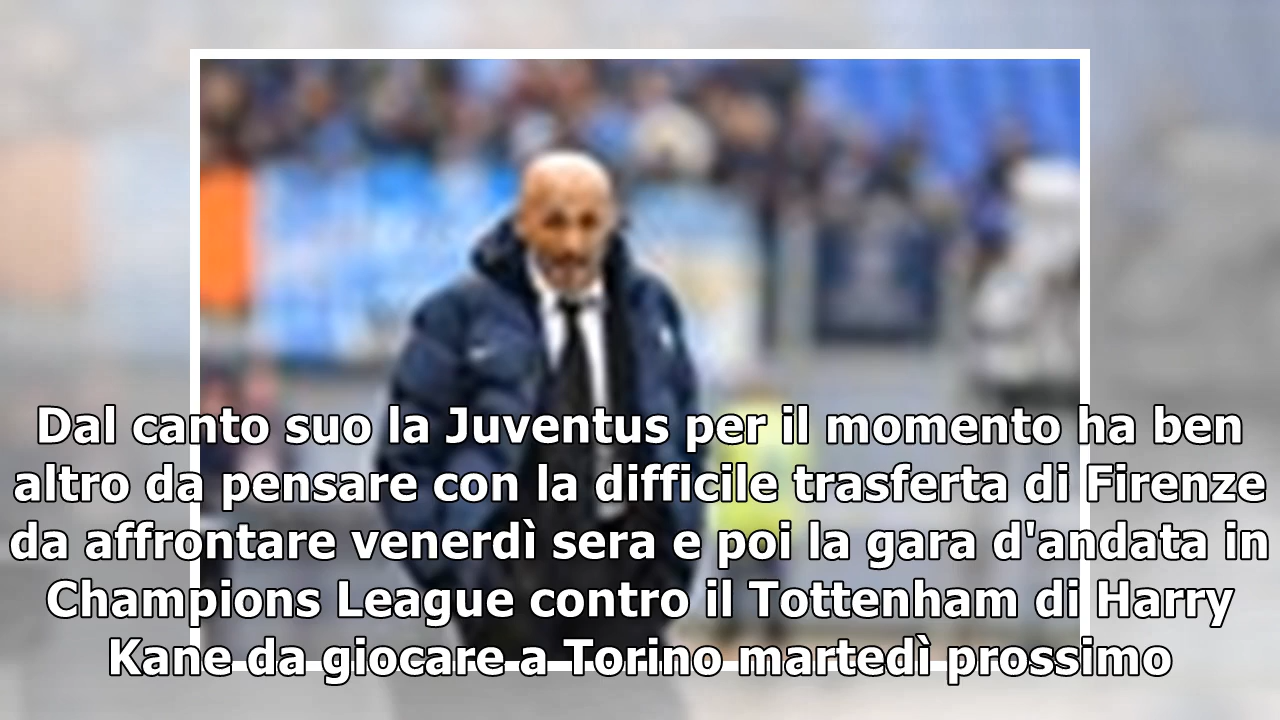 Dal canto suo la Juventus per il momento ha ben
altro da pensare con la difficile trasferta di Firenze
da affrontare venerdì sera e poi la gara d'andata in
Champions League contro il Tottenham di Harry
Kane da giocare a Torino martedì prossimo